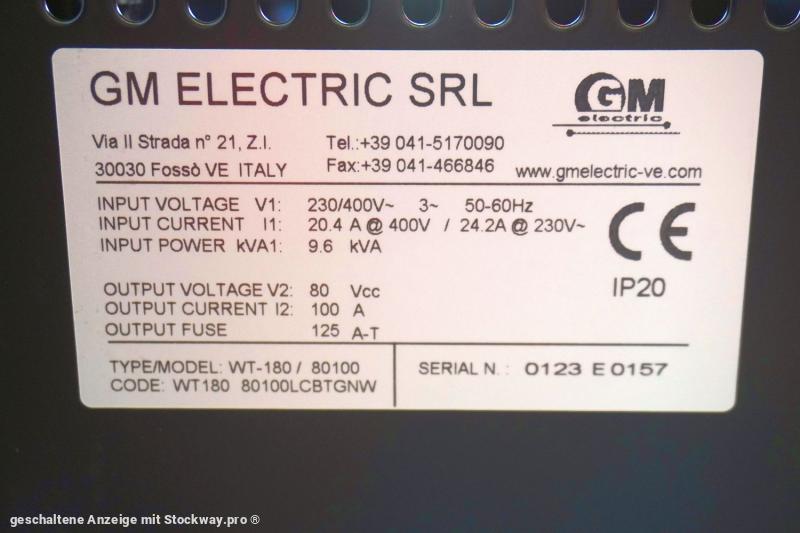 GM ELECTRIC SRL
GM
electric
Via II Strada n° 21, Z.I. Tel.:+39 041-5170090
30030 Fossò VE ITALY Fax:+39 041-466846 www.gmelectric-ve.com
INPUT VOLTAGE V1: 230/400V~ 3~ 50-60Hz
INPUT CURRENT I1: 20.4 A @ 400V / 24.2A @ 230V~
INPUT POWER kVA1: 9.6 kVA
CE
IP20
OUTPUT VOLTAGE V2: 80 Vcc
OUTPUT CURRENT I2: 100 A
OUTPUT FUSE 125 A-T
TYPE/MODEL: WT-180 / 80100
CODE: WT180 80100LCBTGNW
SERIAL N. : 0123 E 0157
geschaltene Anzeige mit Stockway.pro ®